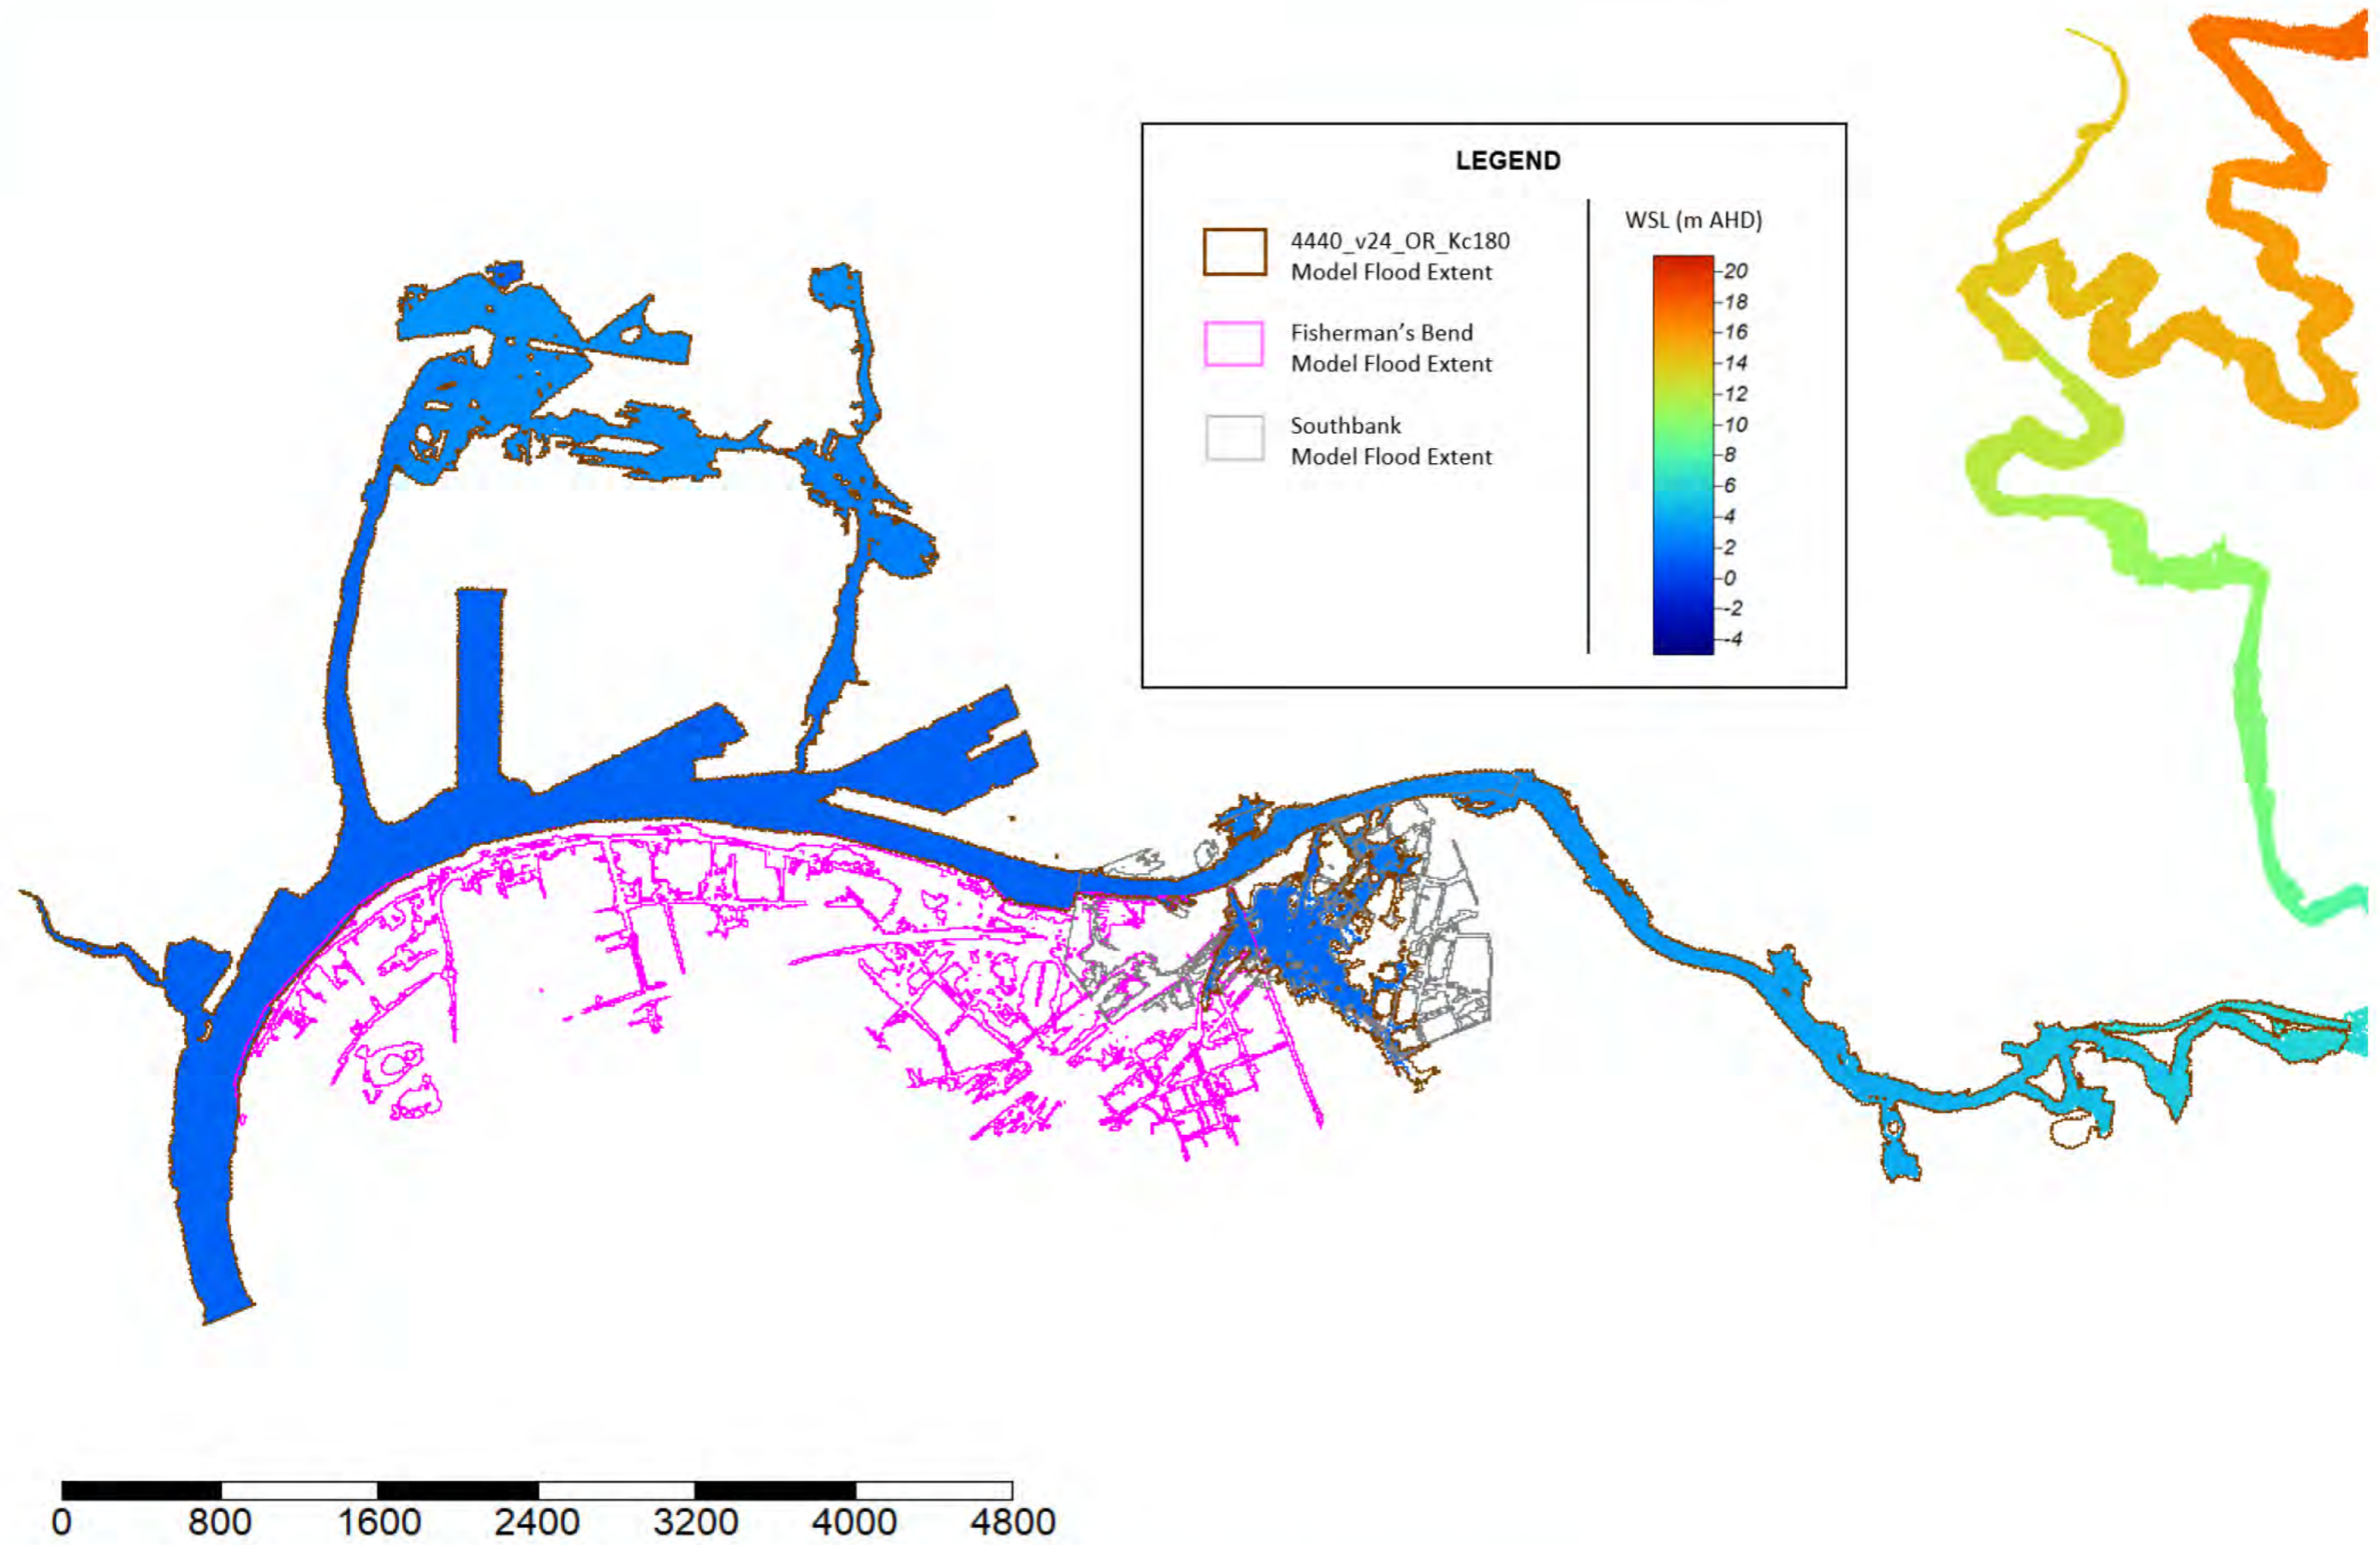 LEGEND
4440_v24_OR_Kc180
Model Flood Extent
Fisherman's Bend
Model Flood Extent
Southbank
Model Flood Extent
WSL (m AHD)
20
18
16
14
12
10
8
6
4
2
0
-2
-4
0 800 1600 2400 3200 4000 4800